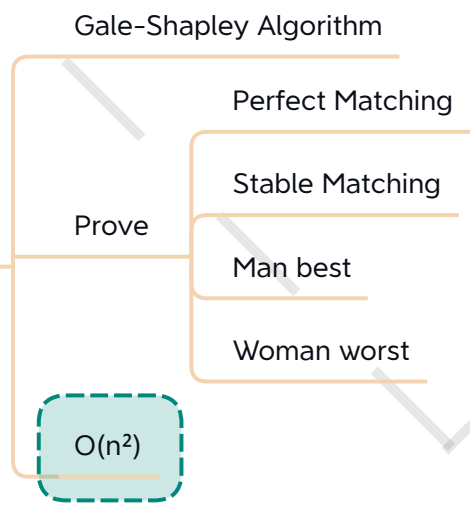 Gale-Shapley Algorithm
Perfect Matching
Stable Matching
Prove
Man best
Woman worst
O(n²)